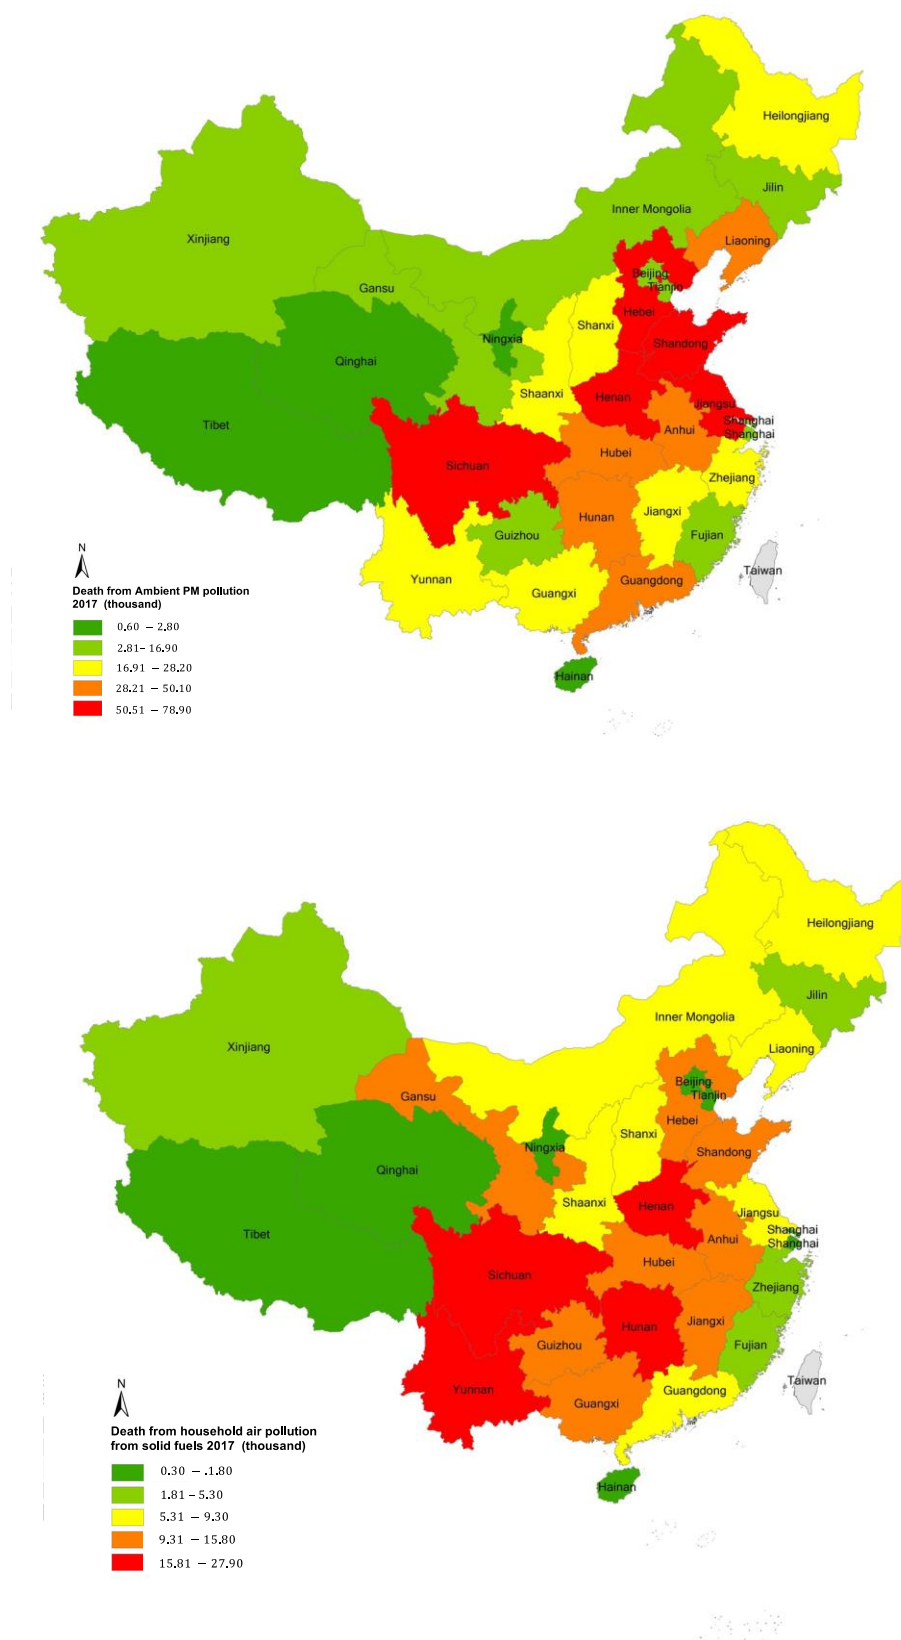 Heilongjiang
Jilin
Inner Mongolia
Liaoning
Xinjiang
Beijing
Tianjin
Gansu
Hebei
Shanxi
Ningxia
Shandong
Qinghai
Shaanxi
Henan
Jiangsu
Shanghai
Tibet
Anhui
Shanghai
Hubei
Sichuan
Zhejiang
Jiangxi
Hunan
Guizhou
Fujian
N
Taiwan
Yunnan
Guangdong
Guangxi
Death from Ambient PM pollution
2017 (thousand)
0.60 – 2.80
2.81– 16.90
16.91 – 28.20
28.21 – 50.10
50.51 – 78.90
Hainan
Heilongjiang
Jilin
Inner Mongolia
Xinjiang
Liaoning
Beijing
Tianjin
Gansu
Hebei
Shanxi
Ningxia
Shandong
Qinghai
Shaanxi
Henan
Jiangsu
Shanghai
Tibet
Anhui
Shanghai
Hubei
Sichuan
Zhejiang
Jiangxi
Hunan
Guizhou
Fujian
N
Taiwan
Yunnan
Guangdong
Guangxi
Death from household air pollution
from solid fuels 2017 (thousand)
0.30 – .1.80
1.81 – 5.30
5.31 – 9.30
9.31 – 15.80
15.81 – 27.90
Hainan